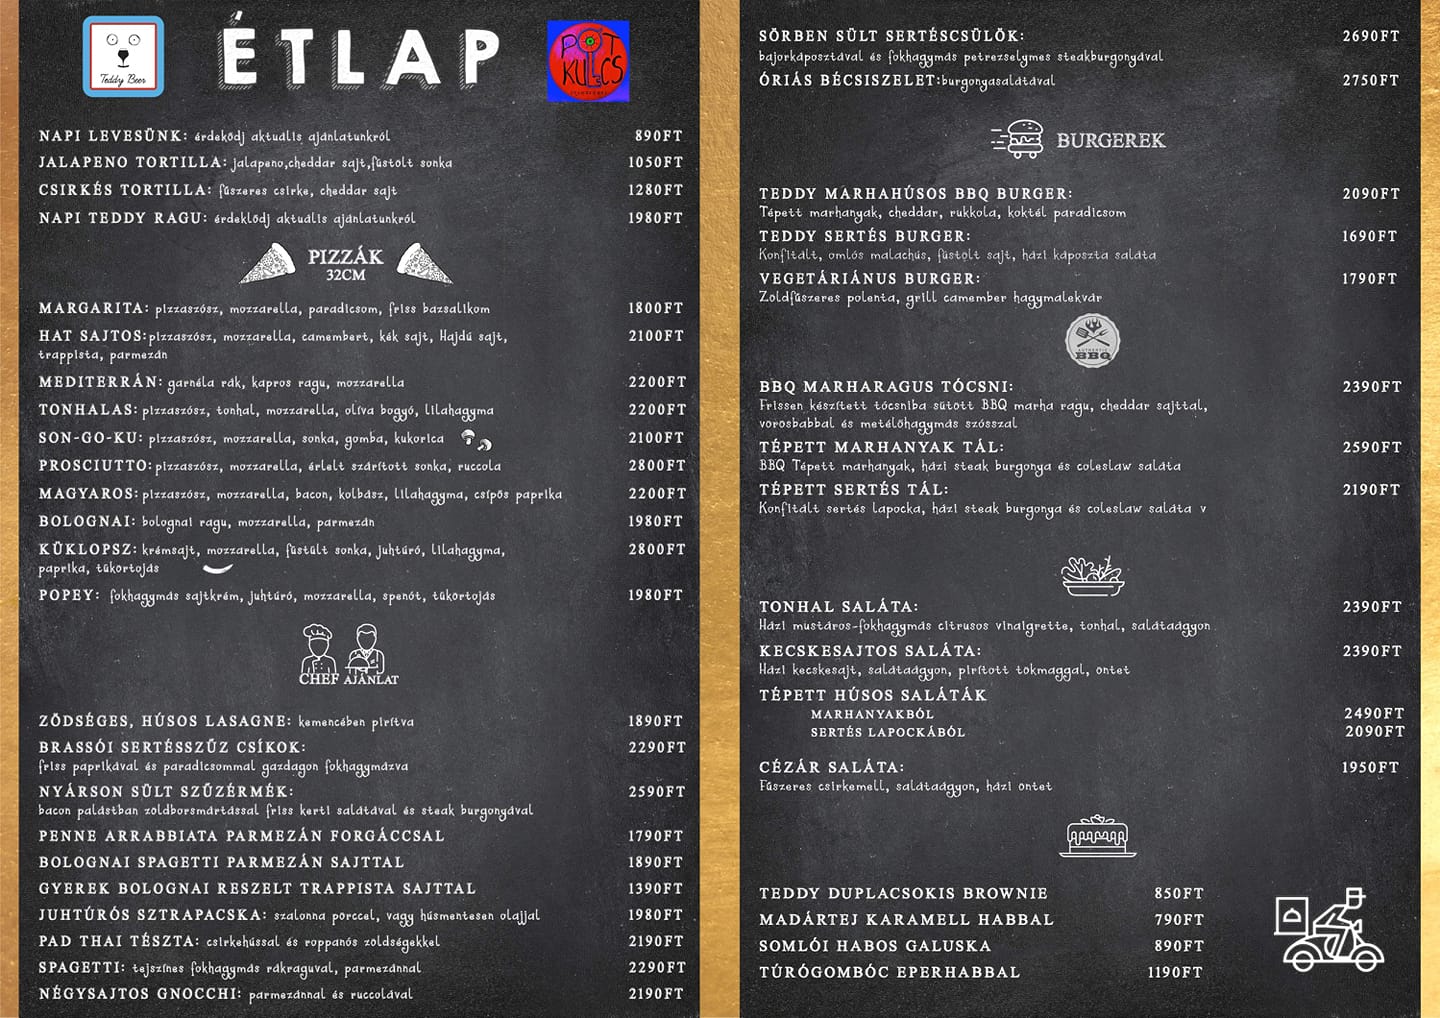 Teddy Beer
ÉTLAP
PÓT
KULCS
NAPI LEVESÜNK: érdeködj aktuális ajánlatunkról 890FT
JALAPENO TORTILLA: jalapeno,cheddar sajt,füstölt sonka 1050FT
CSIRKÉS TORTILLA: fűszeres csirke, cheddar sajt 1280FT
NAPI TEDDY RAGU: érdeklödj aktuális ajánlatunkról 1980FT
PIZZÁK
32CM
MARGARITA: pizzaszósz, mozzarella, paradicsom, friss bazsalikom 1800FT
HAT SAJTOS:pizzaszósz, mozzarella, camembert, kék sajt, Hajdú sajt, 2100FT
trappista, parmezán
MEDITERRÁN: garnéla rák, kapros ragu, mozzarella 2200FT
TONHALAS: pizzaszósz, tonhal, mozzarella, olíva bogyó, lilahagyma 2200FT
SON-GO-KU: pizzaszósz, mozzarella, sonka, gomba, kukorica 2100FT
PROSCIUTTO: pizzaszósz, mozzarella, érlelt szárított sonka, ruccola 2800FT
MAGYAROS: pizzaszósz, mozzarella, bacon, kolbász, lilahagyma, csípős paprika 2200FT
BOLOGNAI: bolognai ragu, mozzarella, parmezán 1980FT
KÜKLOPSZ: krémsajt, mozzarella, füstült sonka, juhtúró, lilahagyma, 2800FT
paprika, tükörtojás
POPEY: fokhagymás sajtkrém, juhtúró, mozzarella, spenót, tükörtojás 1980FT
CHEF AJÁNLAT
ZÖDSÉGES, HÚSOS LASAGNE: kemencében pirítva 1890FT
BRASSÓI SERTÉSSZŰZ CSÍKOK: 2290FT
friss paprikával és paradicsommal gazdagon fokhagymázva
NYÁRSON SÜLT SZŰZÉRMÉK: 2590FT
bacon palástban zöldborsmártással friss kerti salátával és steak burgonyával
PENNE ARRABBIATA PARMEZÁN FORGÁCCSAL 1790FT
BOLOGNAI SPAGETTI PARMEZÁN SAJTTAL 1890FT
GYEREK BOLOGNAI RESZELT TRAPPISTA SAJTTAL 1390FT
JUHTÚRÓS SZTRAPACSKA: szalonna pörccel, vagy húsmentesen olajjal 1980FT
PAD THAI TÉSZTA: csirkehússal és roppanós zöldségekkel 2190FT
SPAGETTI: tejszínes fokhagymás rákraguval, parmezánnal 2290FT
NÉGYSAJTOS GNOCCHI: parmezánnal és ruccolával 2190FT
SÖRBEN SÜLT SERTÉSCSÜLÖK: 2690FT
bajorkáposztával és fokhagymás petrezselymes steakburgonyával
ÓRIÁS BÉCSISZELET:burgonyasalátával 2750FT
BURGEREK
TEDDY MARHAHÚSOS BBQ BURGER: 2090FT
Tépett marhanyak, cheddar, rukkola, koktél paradicsom
TEDDY SERTÉS BURGER: 1690FT
Konfitált, omlós malachús, füstölt sajt, házi káposzta saláta
VEGETÁRIÁNUS BURGER: 1790FT
Zöldfűszeres polenta, grill camember hagymalekvár
AUTHENTIC
BBQ
BBQ MARHARAGUS TÓCSNI: 2390FT
Frissen készített tócsniba sütött BBQ marha ragu, cheddar sajttal,
vörösbabbal és metélőhagymás szósszal
TÉPETT MARHANYAK TÁL: 2590FT
BBQ Tépett marhanyak, házi steak burgonya és coleslaw saláta
TÉPETT SERTÉS TÁL: 2190FT
Konfitált sertés lapocka, házi steak burgonya és coleslaw saláta v
TONHAL SALÁTA: 2390FT
Házi mustáros-fokhagymás citrusos vinaigrette, tonhal, salátaágyon
KECSKESAJTOS SALÁTA: 2390FT
Házi kecskesajt, salátaágyon, pirított tökmaggal, öntet
TÉPETT HÚSOS SALÁTÁK
MARHANYAKBÓL 2490FT
SERTÉS LAPOCKÁBÓL 2090FT
CÉZÁR SALÁTA: 1950FT
Fűszeres csirkemell, salátaágyon, házi öntet
TEDDY DUPLACSOKIS BROWNIE 850FT
MADÁRTEJ KARAMELL HABBAL 790FT
SOMLÓI HABOS GALUSKA 890FT
TÚRÓGOMBÓC EPERHABBAL 1190FT